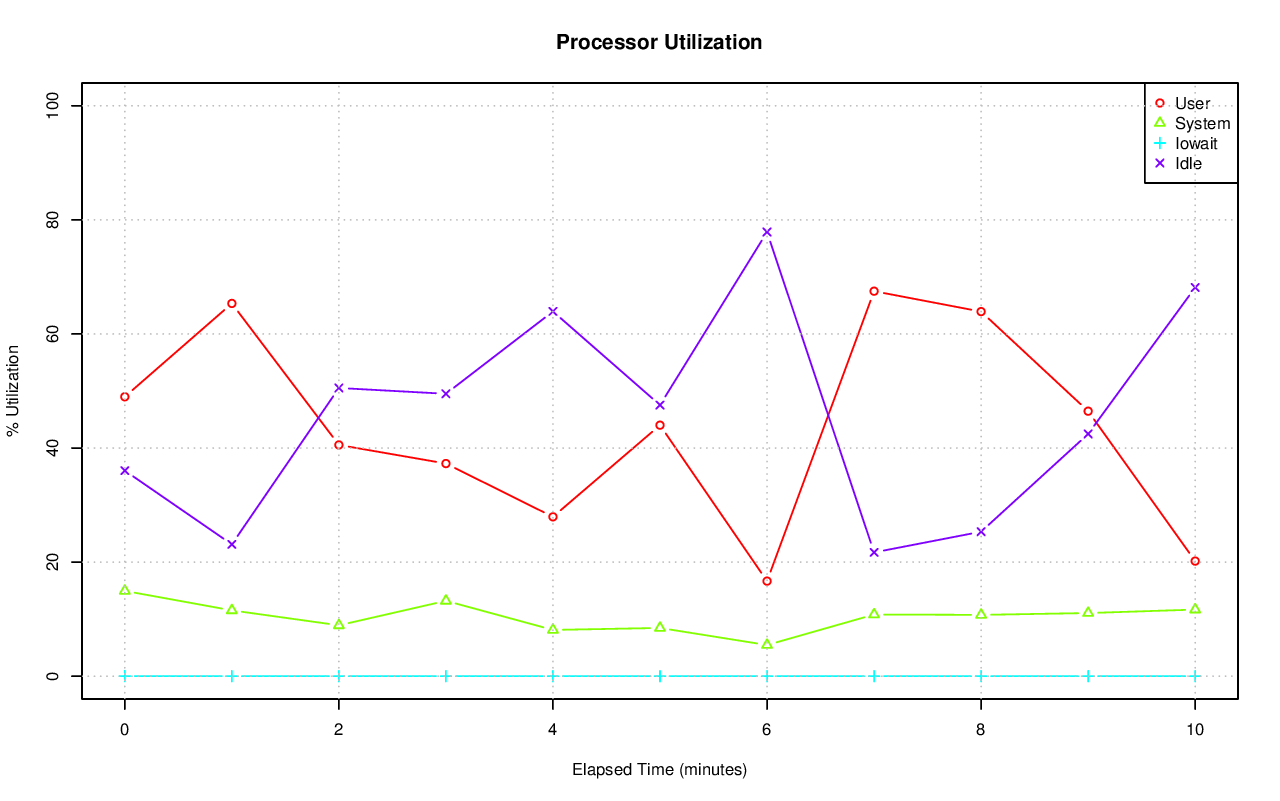 Processor Utilization
User
System
Iowait
Idle
% Utilization
100
80
60
40
20
0
0 2 4 6 8 10
Elapsed Time (minutes)